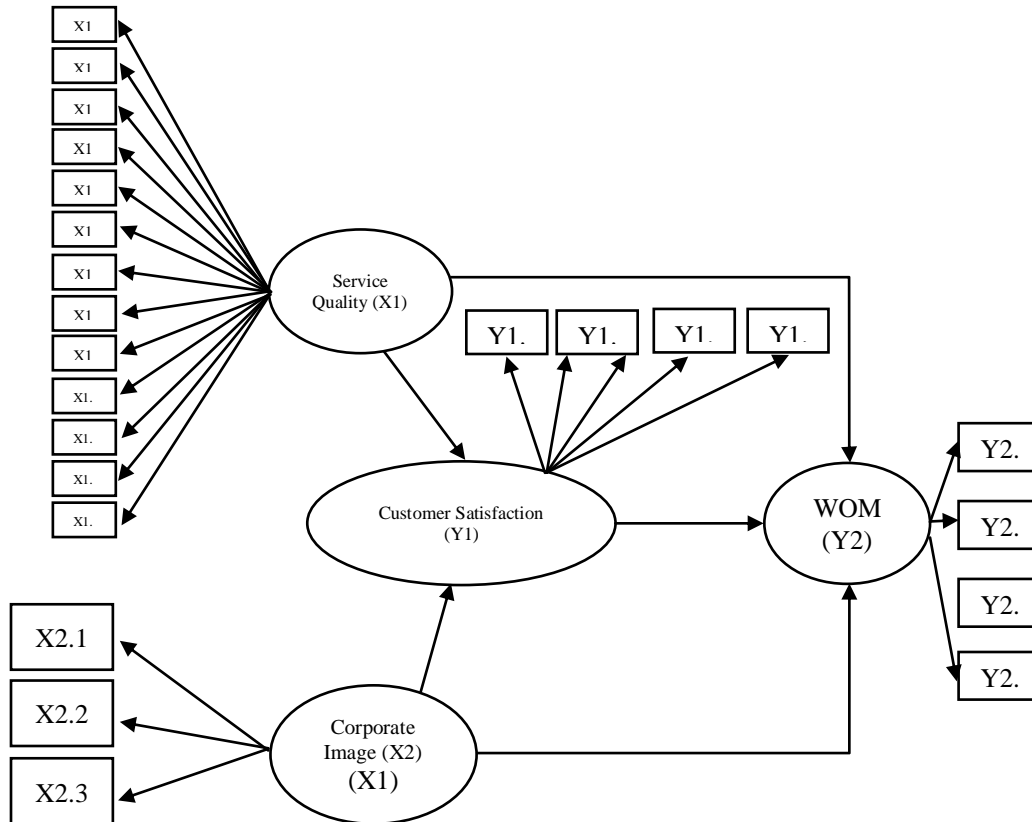 X1
X1
X1
X1
X1
X1
X1
X1
X1
X1.
X1.
X1.
X1.
Service
Quality (X1)
Y1.
Y1.
Y1.
Y1.
Customer Satisfaction
(Y1)
WOM
(Y2)
Y2.
Y2.
Y2.
Y2.
X2.1
X2.2
X2.3
Corporate
Image (X2)
(X1)